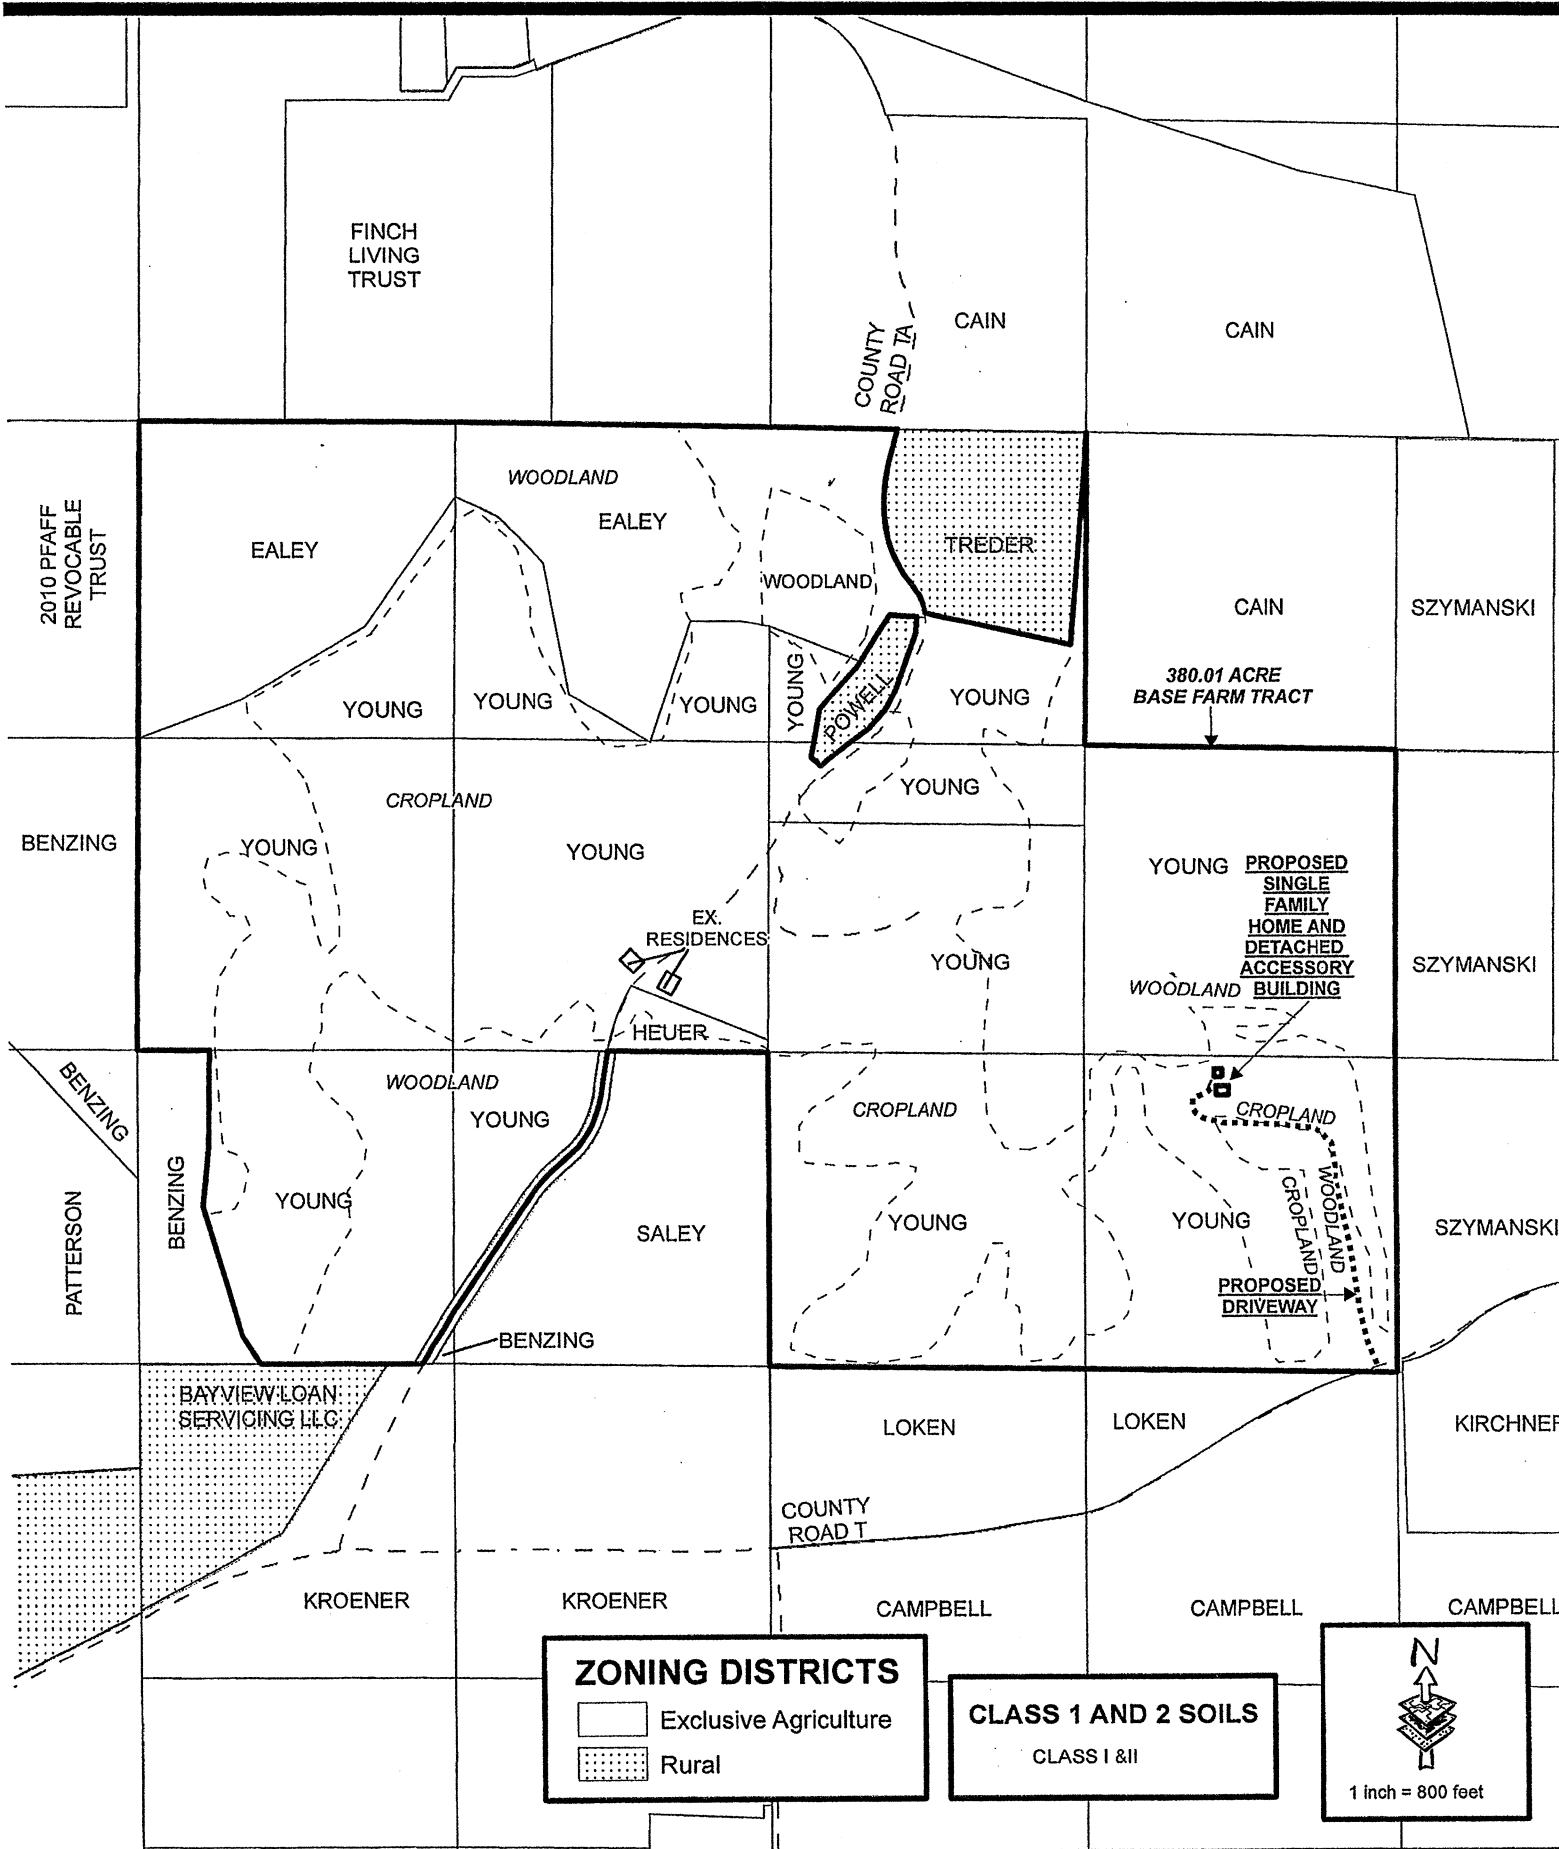 FINCH
LIVING
TRUST
CAIN
CAIN
COUNTY
ROAD TA
2010 PFAFF
REVOCABLE
TRUST
WOODLAND
EALEY
EALEY
TREDER
WOODLAND
CAIN
SZYMANSKI
380.01 ACRE
BASE FARM TRACT
YOUNG
YOUNG
YOUNG
YOUNG
POWELL
YOUNG
CROPLAND
YOUNG
BENZING
YOUNG
YOUNG
YOUNG
PROPOSED
SINGLE
FAMILY
HOME AND
DETACHED
ACCESSORY
BUILDING
EX.
RESIDENCES
YOUNG
SZYMANSKI
WOODLAND
HEUER
BENZING
WOODLAND
YOUNG
CROPLAND
CROPLAND
PATTERSON
BENZING
YOUNG
SALEY
YOUNG
YOUNG
CROPLAND
WOODLAND
SZYMANSKI
PROPOSED
DRIVEWAY
BENZING
BAYVIEW LOAN
SERVICING LLC
LOKEN
LOKEN
KIRCHNER
COUNTY
ROAD T
KROENER
KROENER
CAMPBELL
CAMPBELL
CAMPBELL
ZONING DISTRICTS
Exclusive Agriculture
Rural
CLASS 1 AND 2 SOILS
CLASS I &II
N
1 inch = 800 feet